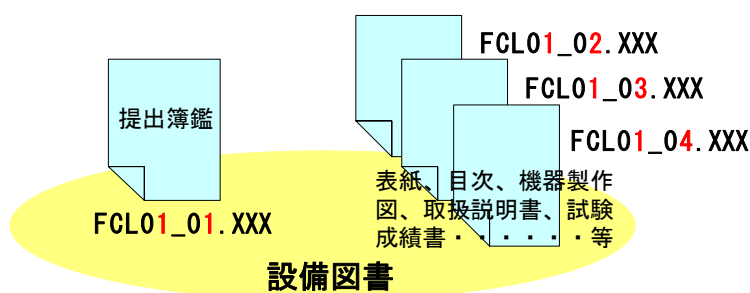 FCL01_02.XXX
FCL01_03.XXX
提出簿鑑
FCL01_04.XXX
表紙、目次、機器製作
図、取扱説明書、試験
成績書・・・・・・等
FCL01_01.XXX
設備図書